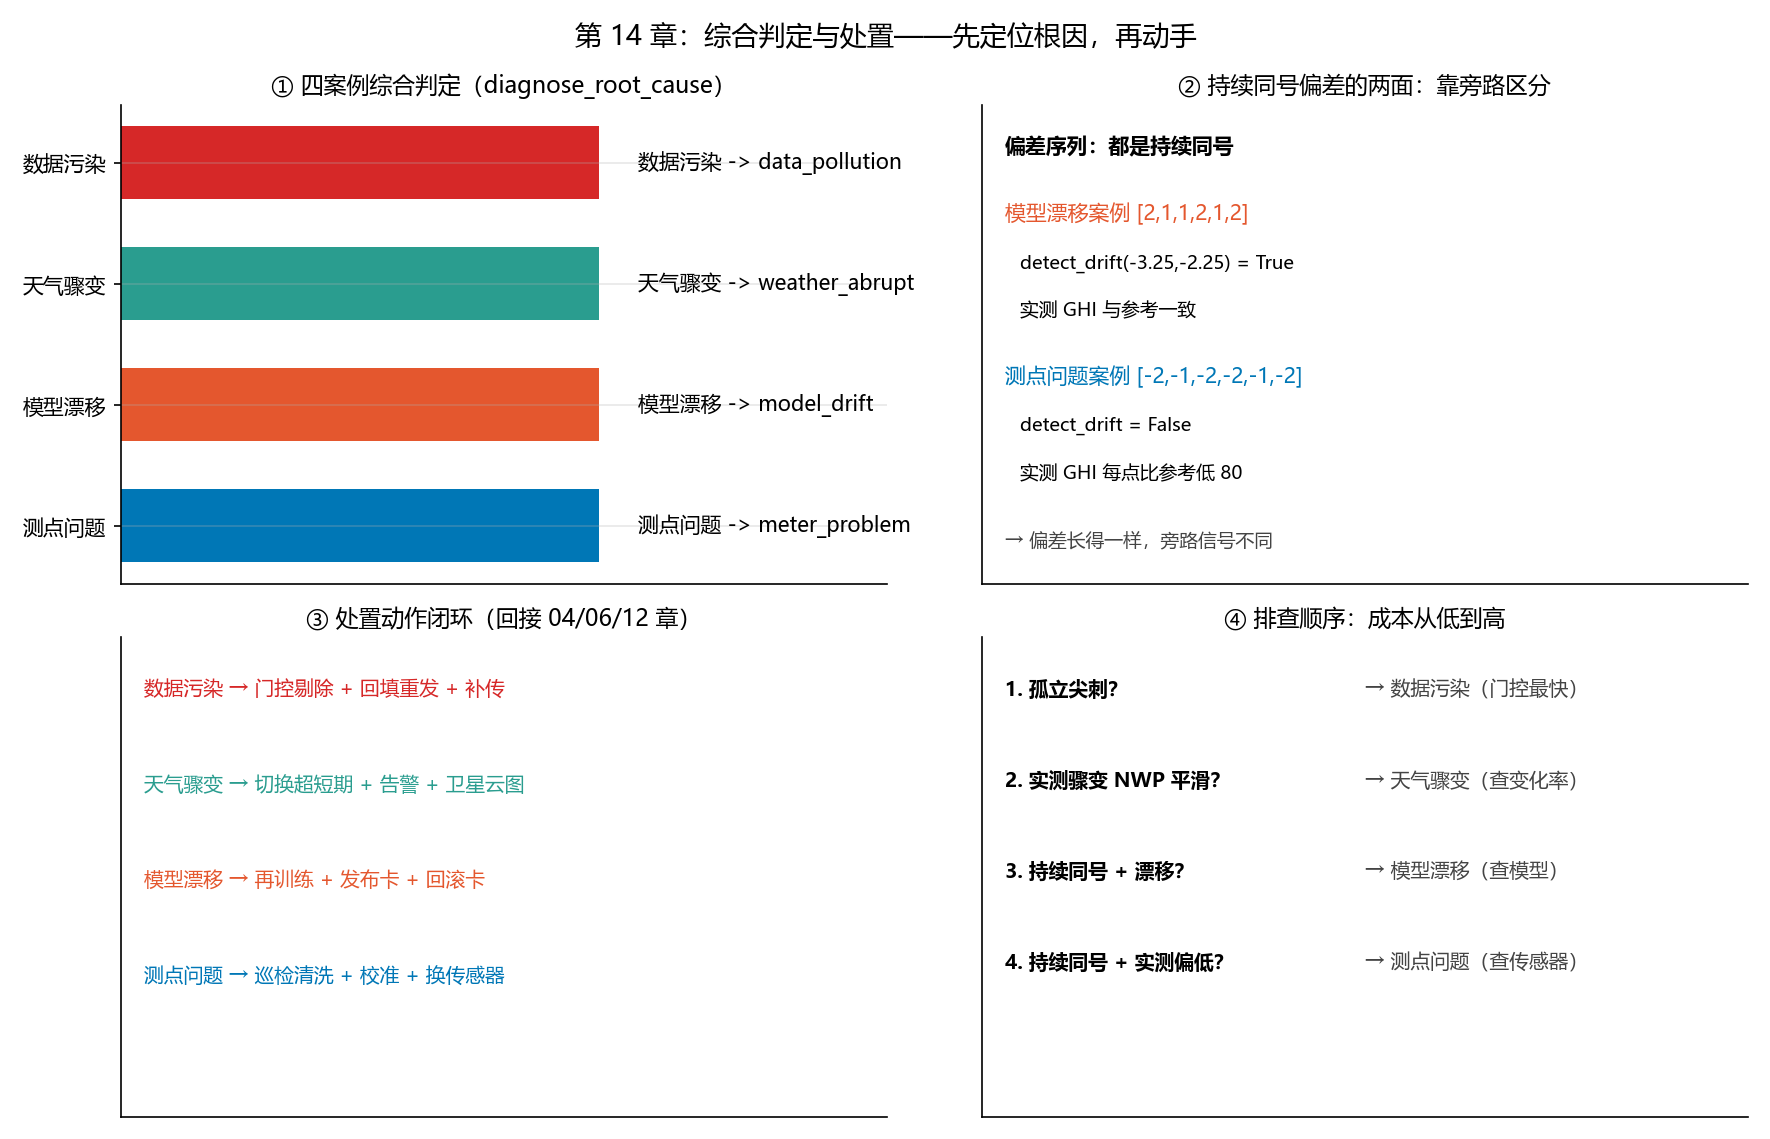 第 14 章：综合判定与处置——先定位根因，再动手
① 四案例综合判定（diagnose_root_cause）
数据污染
数据污染 -> data_pollution
天气骤变
天气骤变 -> weather_abrupt
模型漂移
模型漂移 -> model_drift
测点问题
测点问题 -> meter_problem
② 持续同号偏差的两面：靠旁路区分
偏差序列：都是持续同号
模型漂移案例 [2,1,1,2,1,2]
detect_drift(-3.25,-2.25) = True
实测 GHI 与参考一致
测点问题案例 [-2,-1,-2,-2,-1,-2]
detect_drift = False
实测 GHI 每点比参考低 80
→ 偏差长得一样，旁路信号不同
③ 处置动作闭环（回接 04/06/12 章）
数据污染 → 门控剔除 + 回填重发 + 补传
天气骤变 → 切换超短期 + 告警 + 卫星云图
模型漂移 → 再训练 + 发布卡 + 回滚卡
测点问题 → 巡检清洗 + 校准 + 换传感器
④ 排查顺序：成本从低到高
1. 孤立尖刺？ → 数据污染（门控最快）
2. 实测骤变 NWP 平滑？ → 天气骤变（查变化率）
3. 持续同号 + 漂移？ → 模型漂移（查模型）
4. 持续同号 + 实测偏低？ → 测点问题（查传感器）